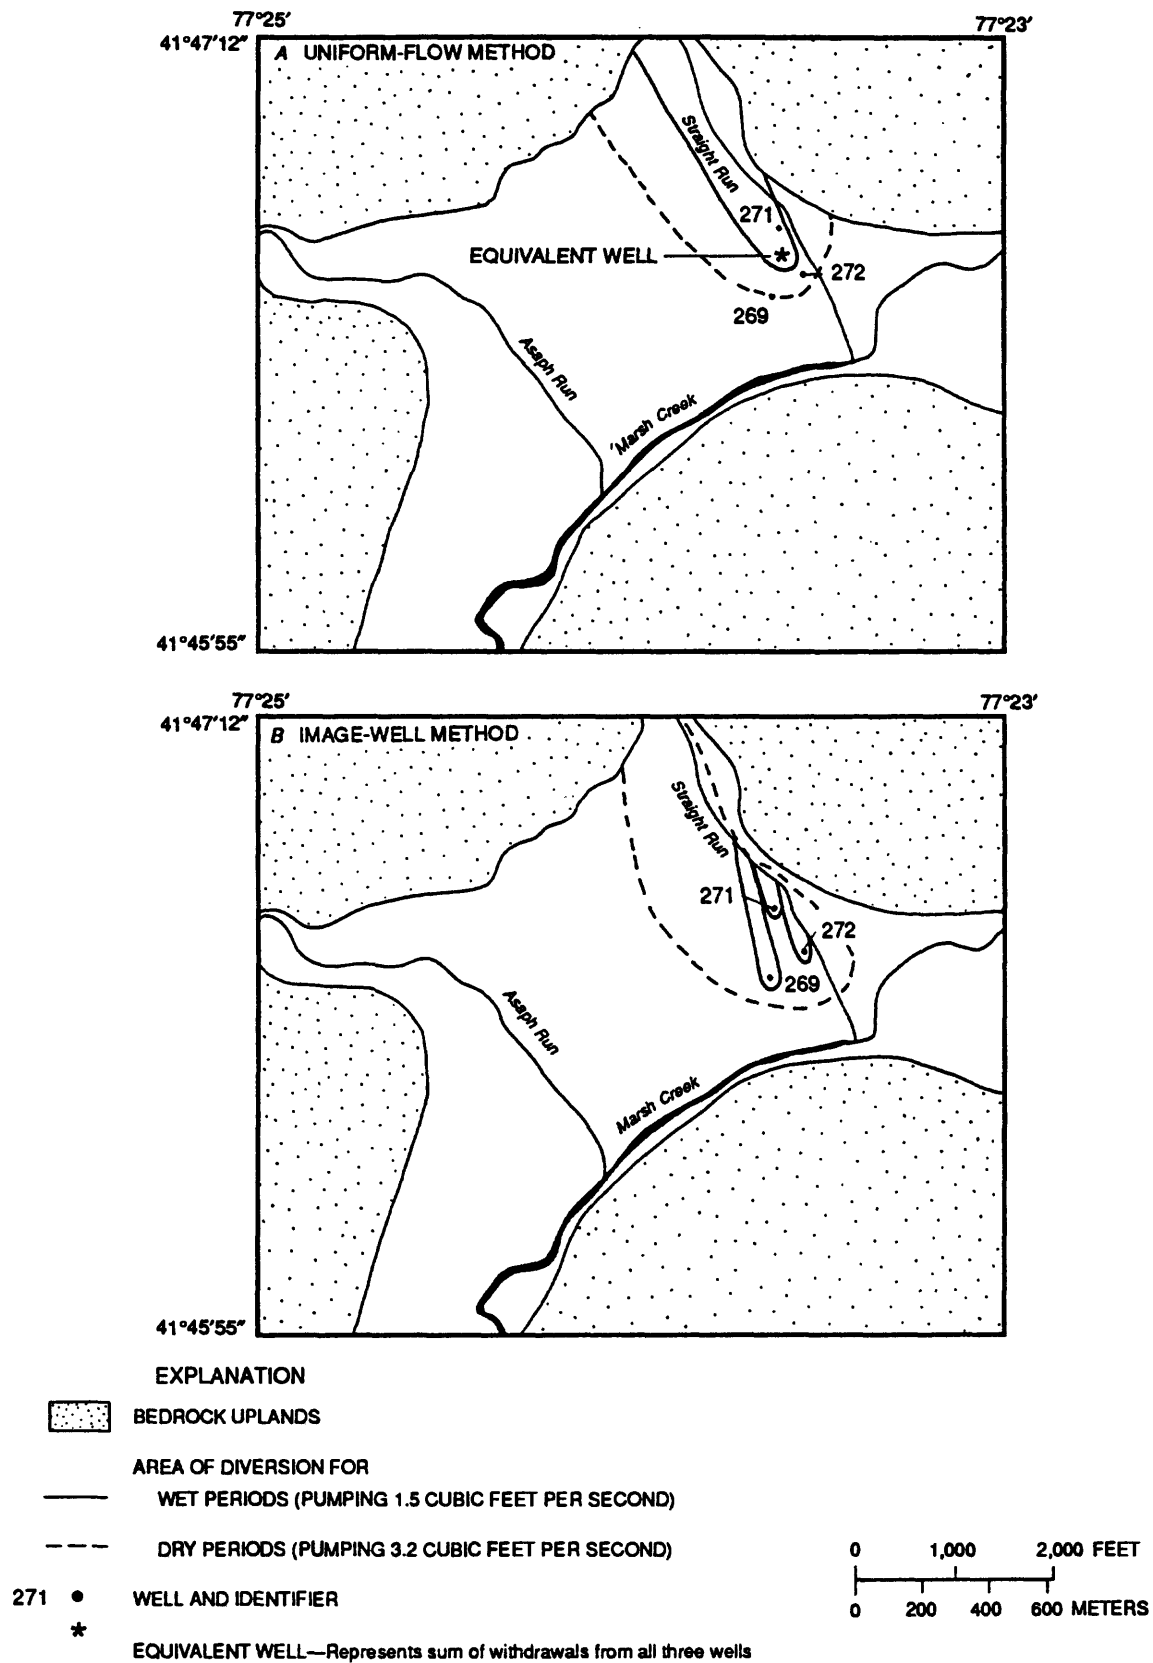 77°25′ 77°23′
41°47′12″
A UNIFORM-FLOW METHOD
Straight Run
271
EQUIVALENT WELL
*
272
269
Asaph Run
Marsh Creek
41°45′55″
77°25′ 77°23′
41°47′12″
B IMAGE-WELL METHOD
Straight Run
271
272
269
Asaph Run
Marsh Creek
41°45′55″
EXPLANATION
BEDROCK UPLANDS
AREA OF DIVERSION FOR
WET PERIODS (PUMPING 1.5 CUBIC FEET PER SECOND)
DRY PERIODS (PUMPING 3.2 CUBIC FEET PER SECOND)
0 1,000 2,000 FEET
0 200 400 600 METERS
271 • WELL AND IDENTIFIER
*
EQUIVALENT WELL—Represents sum of withdrawals from all three wells